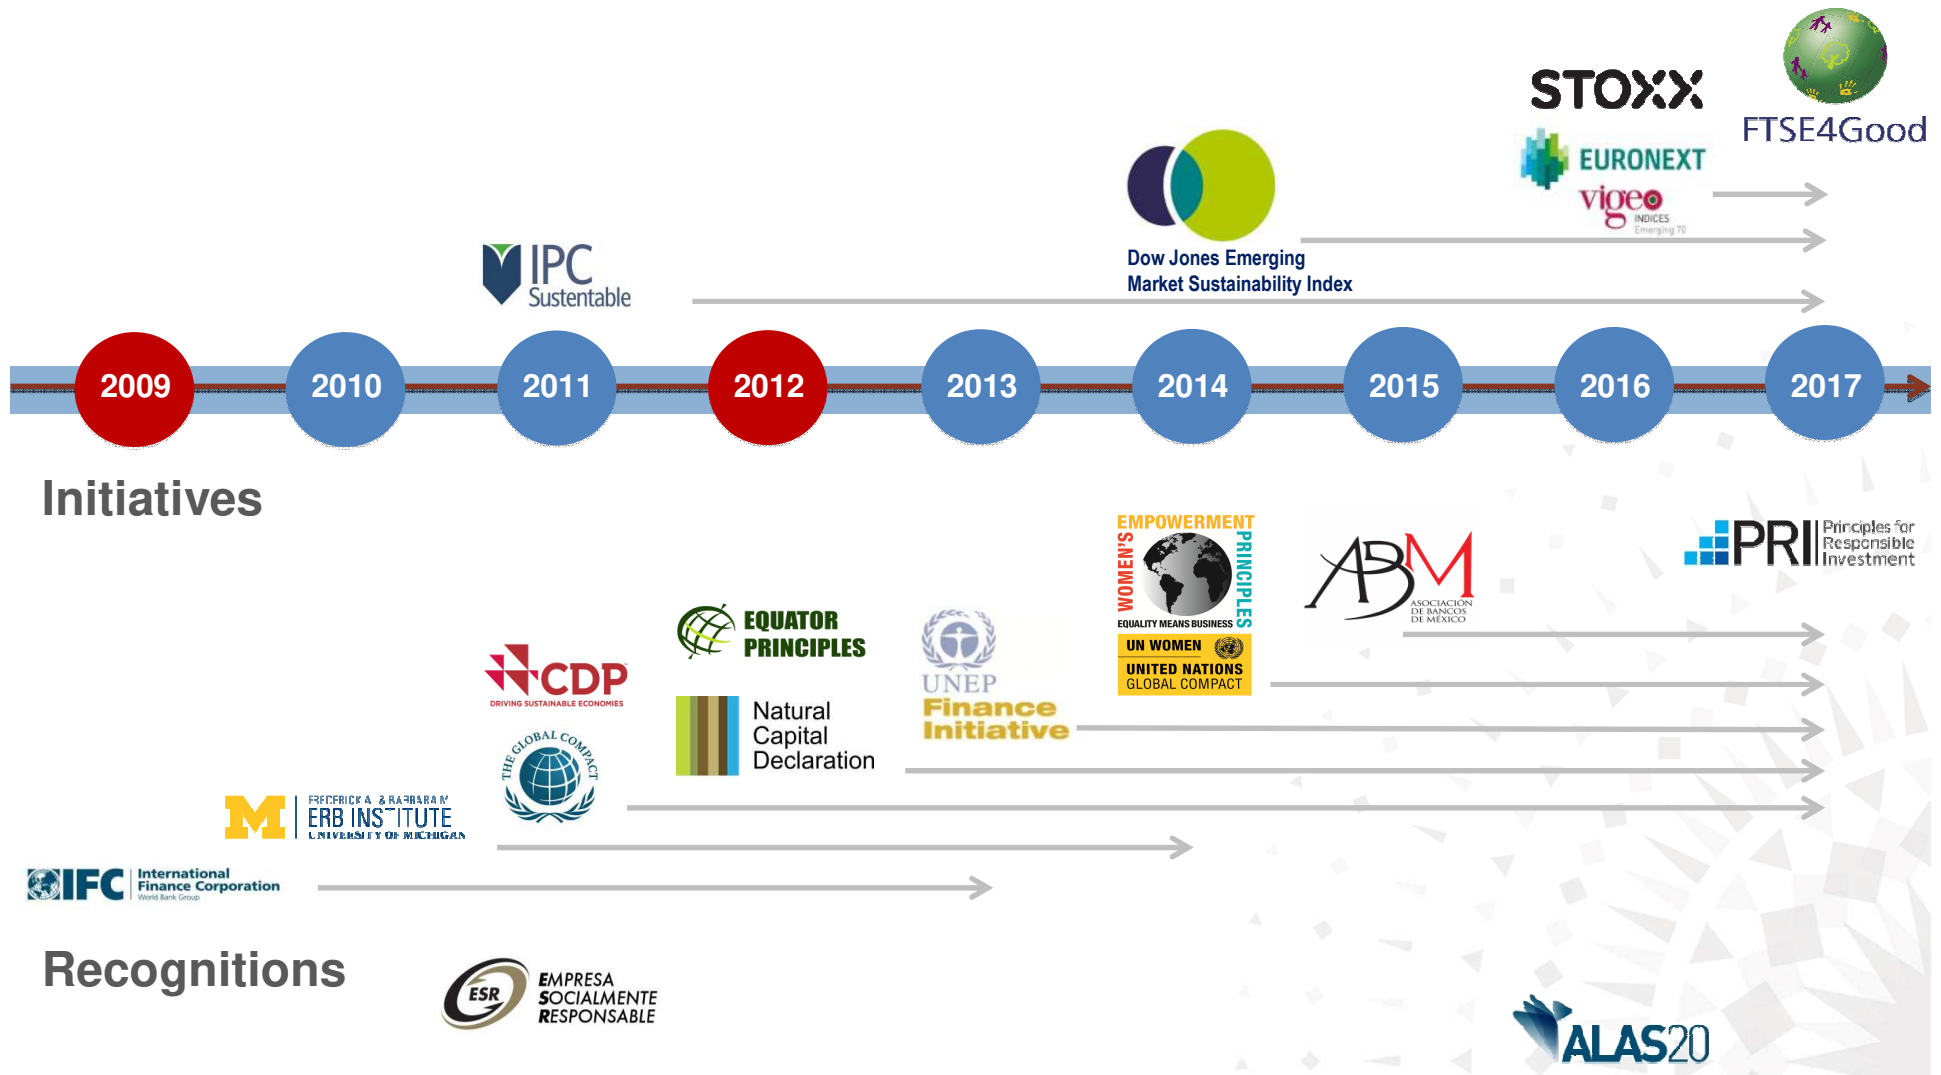 STOXX
FTSE4Good
EURONEXT
vigeo
INDICES
Emerging 70
Dow Jones Emerging
Market Sustainability Index
IPC
Sustentable
2009
2010
2011
2012
2013
2014
2015
2016
2017
Initiatives
WOMEN'S
EMPOWERMENT
PRINCIPLES
EQUALITY MEANS BUSINESS
UN WOMEN
UNITED NATIONS
GLOBAL COMPACT
ABM
ASOCIACIÓN
DE BANCOS
DE MÉXICO
PRI
Principles for
Responsible
Investment
EQUATOR
PRINCIPLES
UNEP
Finance
Initiative
CDP
DRIVING SUSTAINABLE ECONOMIES
Natural
Capital
Declaration
THE GLOBAL COMPACT
M
FREDERICK A. & BARBARA M.
ERB INSTITUTE
UNIVERSITY OF MICHIGAN
IFC
International
Finance Corporation
World Bank Group
Recognitions
ESR
EMPRESA
SOCIALMENTE
RESPONSABLE
ALAS20